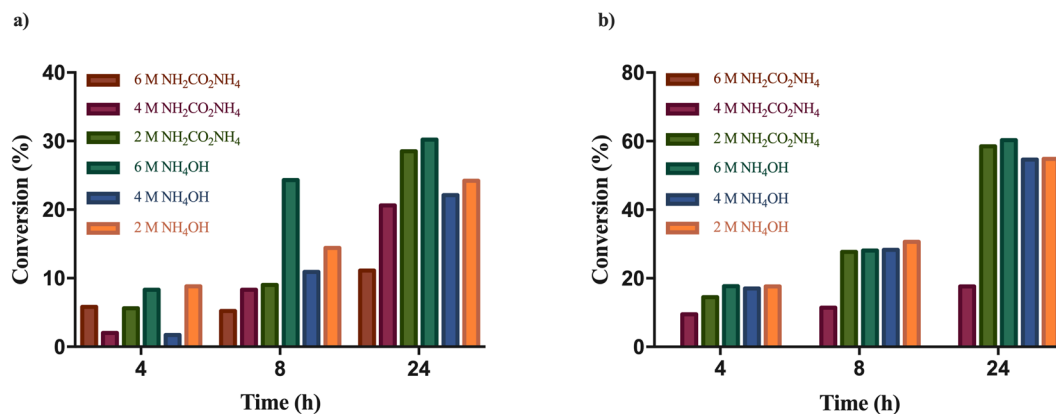 a)
40
30
20
10
0
Conversion (%)
6 M NH₂CO₂NH₄
4 M NH₂CO₂NH₄
2 M NH₂CO₂NH₄
6 M NH₄OH
4 M NH₄OH
2 M NH₄OH
4 8 24
Time (h)
b)
80
60
40
20
0
Conversion (%)
6 M NH₂CO₂NH₄
4 M NH₂CO₂NH₄
2 M NH₂CO₂NH₄
6 M NH₄OH
4 M NH₄OH
2 M NH₄OH
4 8 24
Time (h)